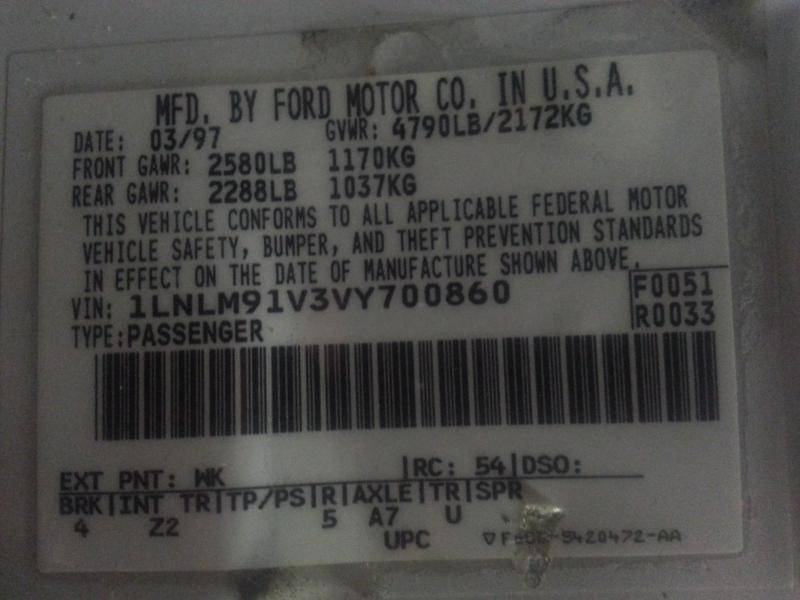 MFD. BY FORD MOTOR CO. IN U.S.A.
DATE: 03/97 GVWR: 4790LB/2172KG
FRONT GAWR: 2580LB 1170KG
REAR GAWR: 2288LB 1037KG
THIS VEHICLE CONFORMS TO ALL APPLICABLE FEDERAL MOTOR
VEHICLE SAFETY, BUMPER, AND THEFT PREVENTION STANDARDS
IN EFFECT ON THE DATE OF MANUFACTURE SHOWN ABOVE.
VIN: 1LNLM91V3VY700860 F0051
TYPE:PASSENGER R0033
EXT PNT: WK |RC: 54|DSO:
BRK|INT TR|TP/PS|R|AXLE|TR|SPR
4 Z2 5 A7 U
UPC -5420472-AA